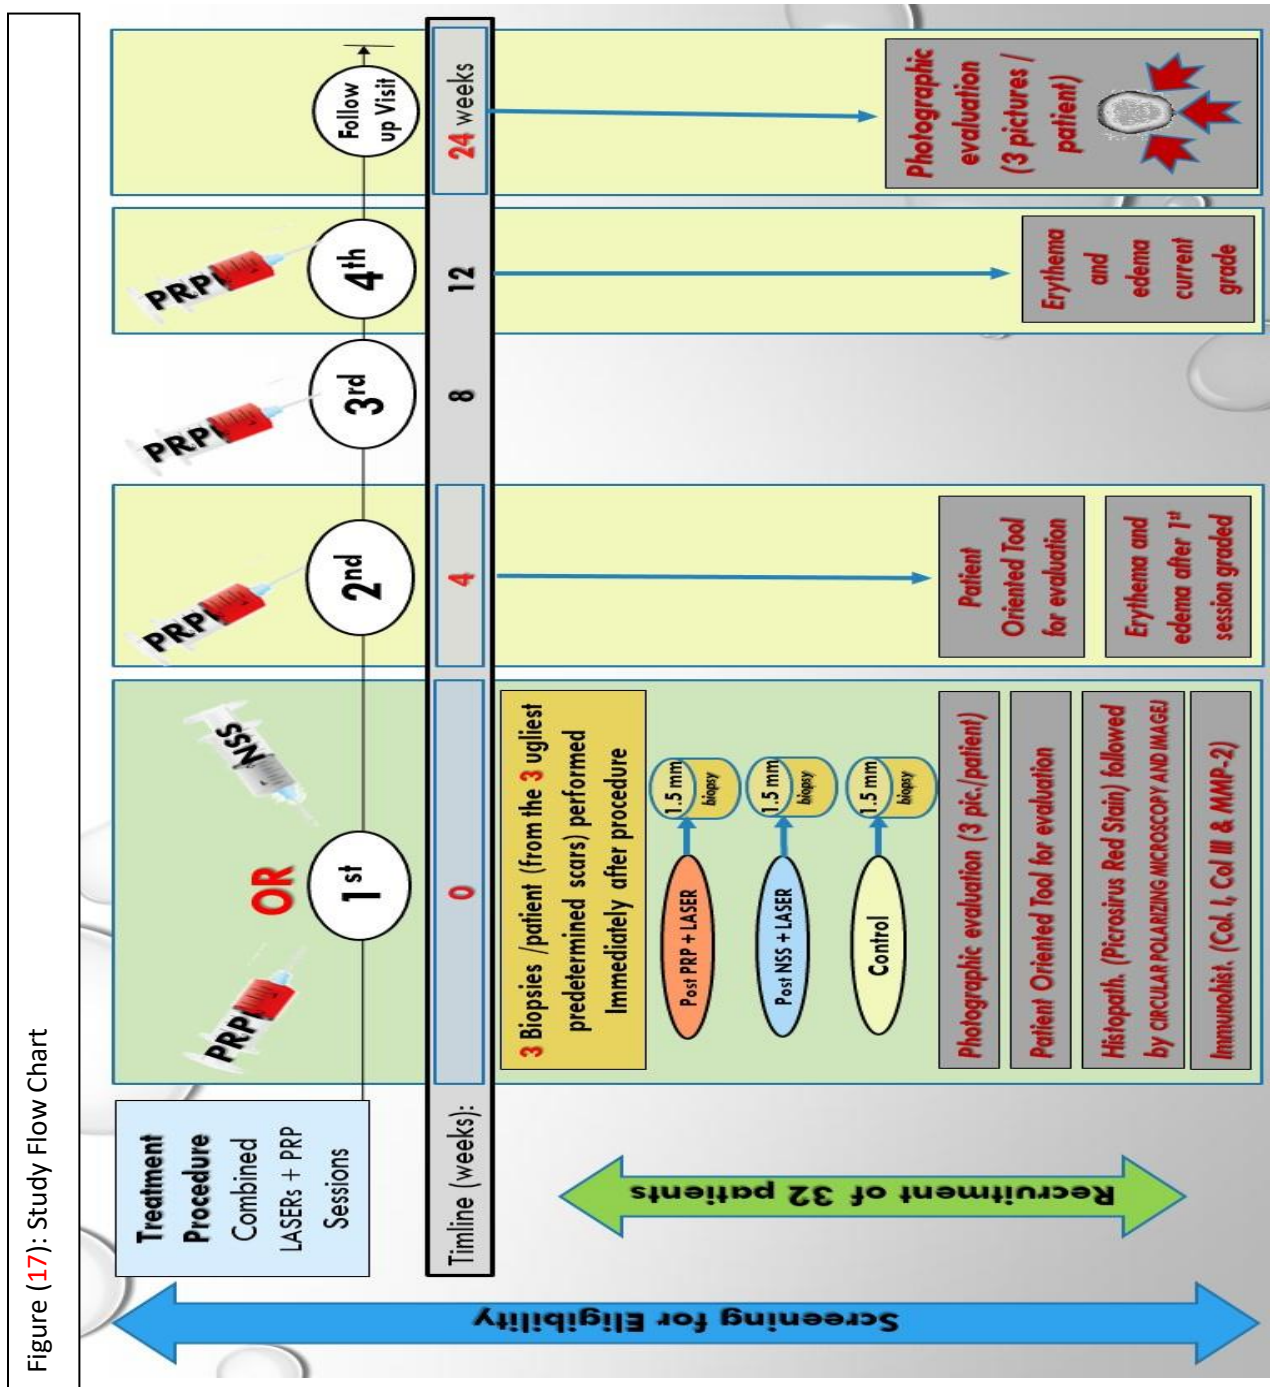 Figure (17): Study Flow Chart
Screening for Eligibility
Recruitment of 32 patients
Treatment
Procedure
Combined
LASERs + PRP
Sessions
PRP
OR
NSS
1st
PRP
2nd
PRP
3rd
PRP
4th
Follow
up Visit
Timline (weeks):
0
4
8
12
24 weeks
3 Biopsies /patient (from the 3 ugliest
predetermined scars) performed
Immediately after procedure
Post PRP + LASER
1.5 mm
biopsy
Post NSS + LASER
1.5 mm
biopsy
Control
1.5 mm
biopsy
Photographic evaluation (3 pic./patient)
Patient Oriented Tool for evaluation
Histopath. (Picrosirus Red Stain) followed
by CIRCULAR POLARIZING MICROSCOPY AND IMAGEJ
Immunohist. (Col. I, Col III & MMP-2)
Patient
Oriented Tool
for evaluation
Erythema and
edema after 1st
session graded
Erythema
and
edema
current
grade
Photographic
evaluation
(3 pictures /
patient)